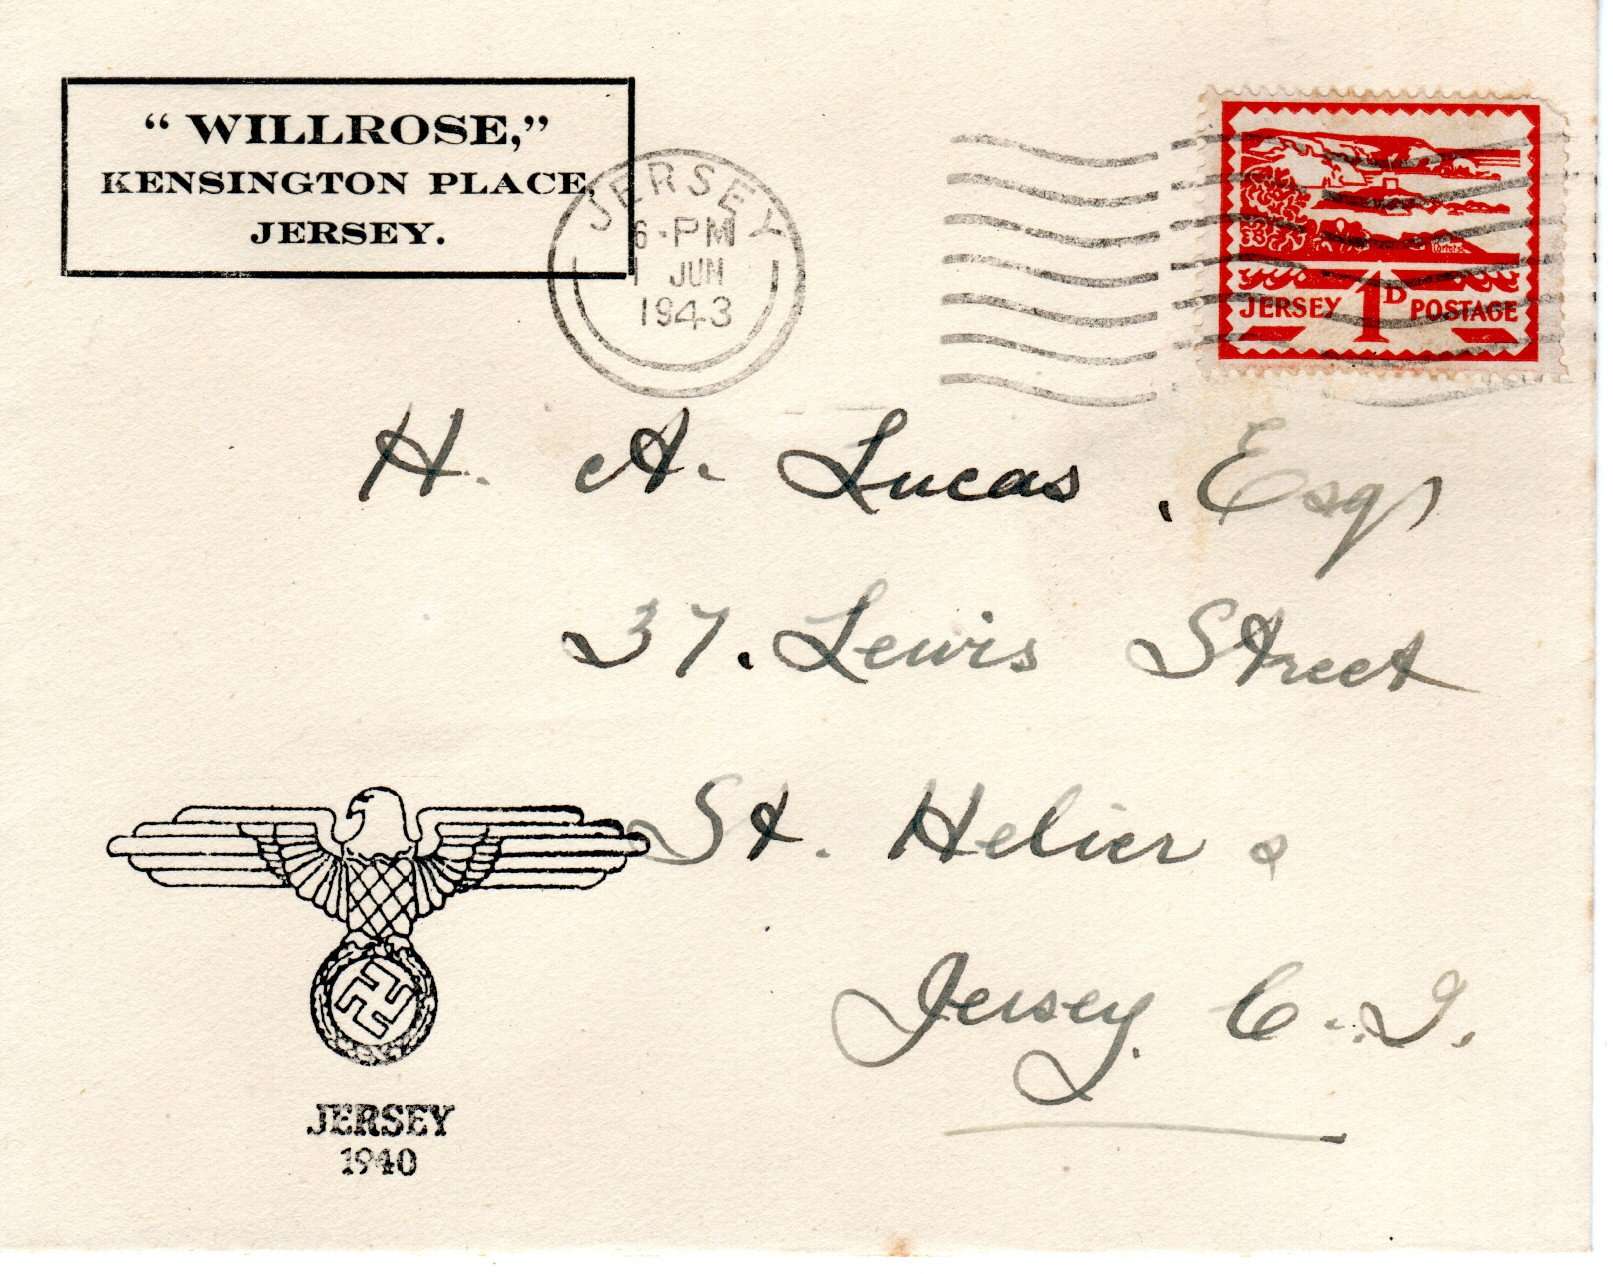 “ WILLROSE,”
KENSINGTON PLACE,
JERSEY.
JERSEY
6-PM
1 JUN
1943
JERSEY 1D POSTAGE
H. A. Lucas, Esq
37. Lewis Street
St. Helier
Jersey. C.I.
JERSEY
1940